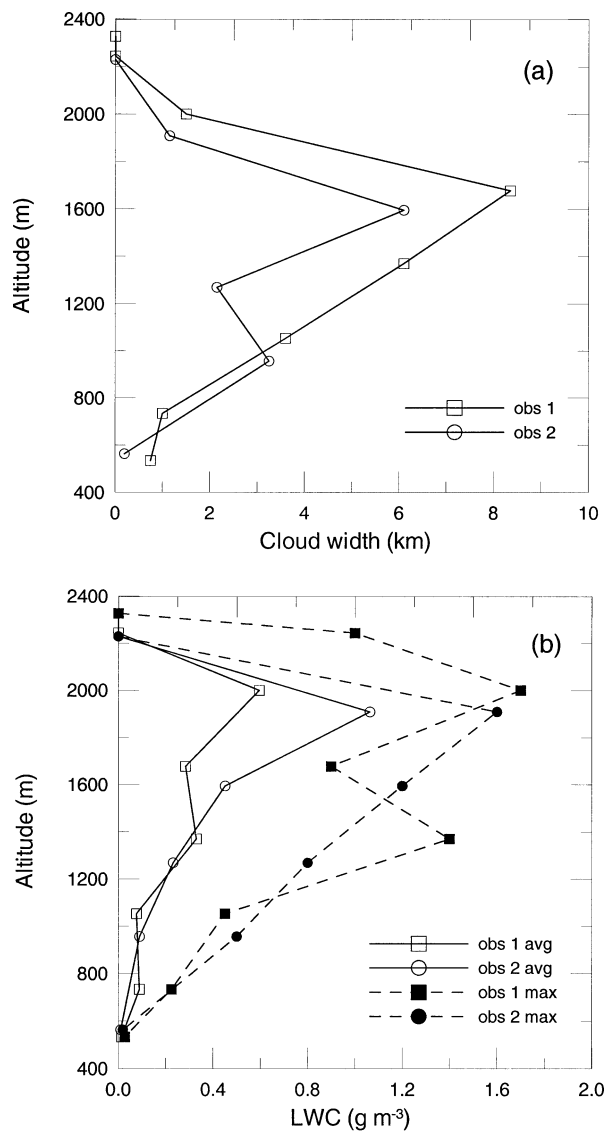 2400
(a)
2000
1600
Altitude (m)
1200
800
obs 1
obs 2
400
0 2 4 6 8 10
Cloud width (km)
2400
(b)
2000
1600
Altitude (m)
1200
obs 1 avg
obs 2 avg
800
obs 1 max
obs 2 max
400
0.0 0.4 0.8 1.2 1.6 2.0
LWC (g m⁻³)